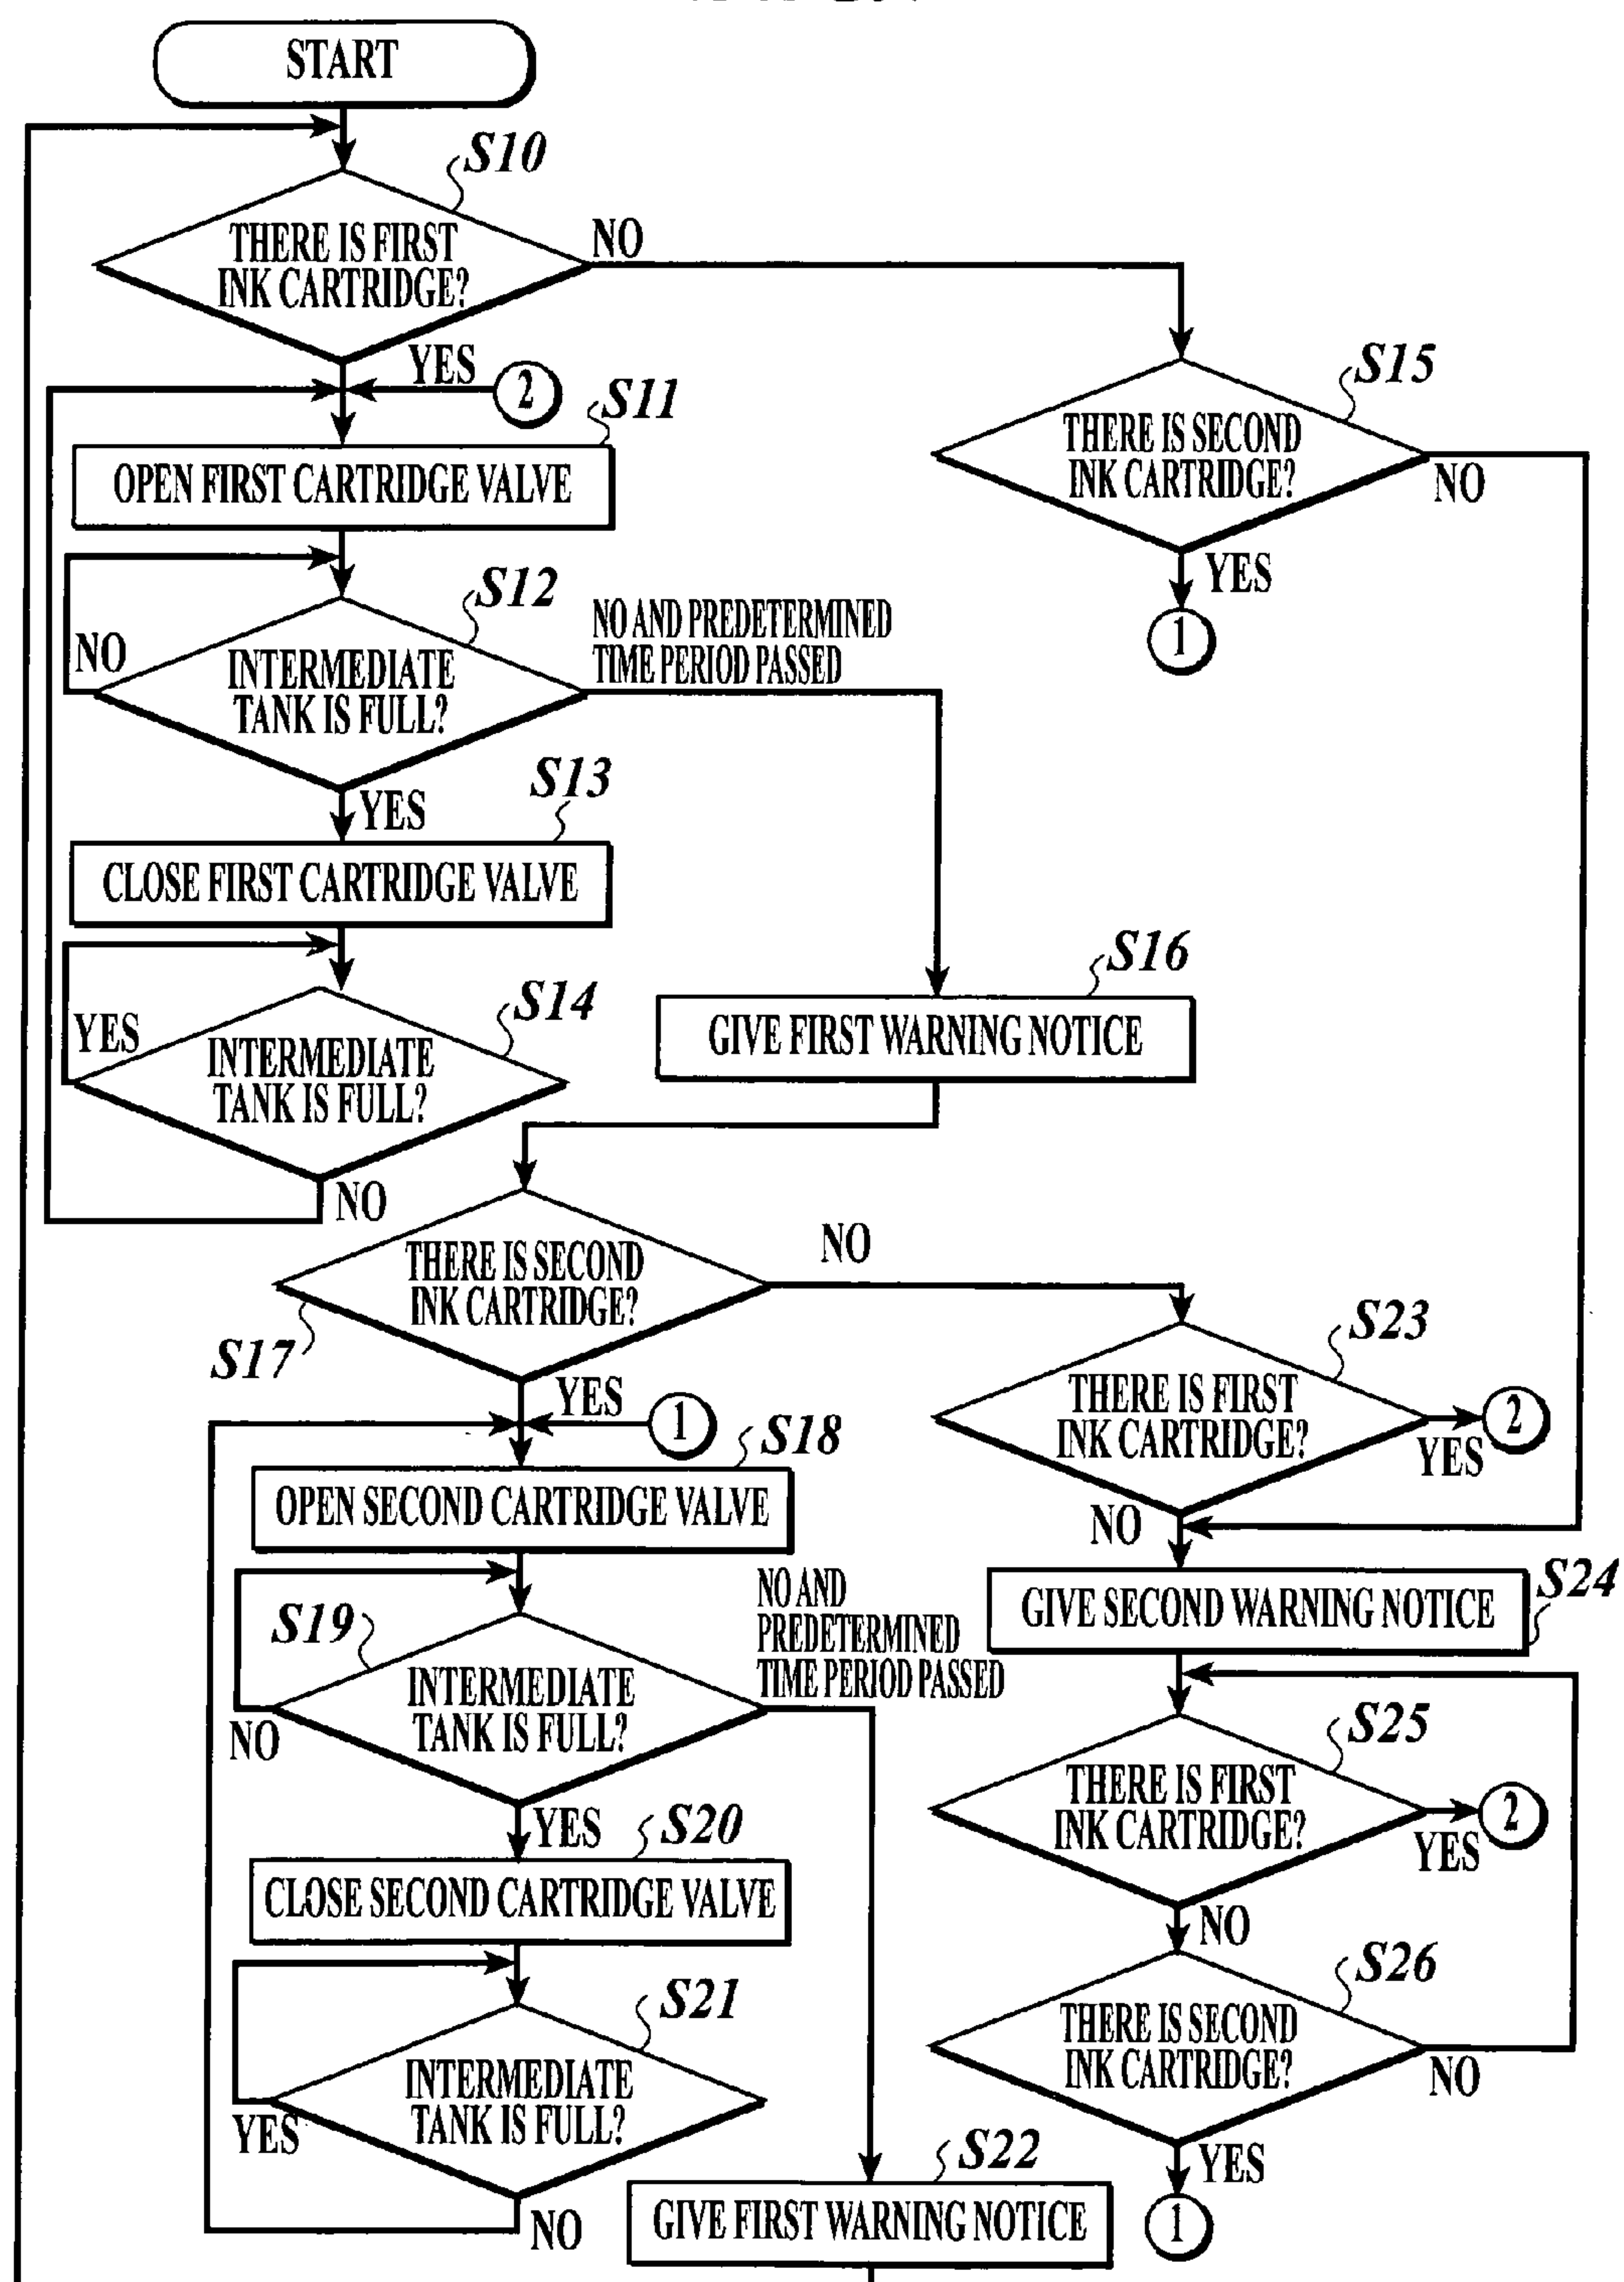 START
S10
THERE IS FIRST
INK CARTRIDGE?
NO
YES
2
S11
OPEN FIRST CARTRIDGE VALVE
S15
THERE IS SECOND
INK CARTRIDGE?
NO
YES
1
S12
INTERMEDIATE
TANK IS FULL?
NO
NO AND PREDETERMINED
TIME PERIOD PASSED
YES
S13
CLOSE FIRST CARTRIDGE VALVE
S14
INTERMEDIATE
TANK IS FULL?
YES
NO
S16
GIVE FIRST WARNING NOTICE
S17
THERE IS SECOND
INK CARTRIDGE?
NO
YES
1
S18
OPEN SECOND CARTRIDGE VALVE
S19
INTERMEDIATE
TANK IS FULL?
NO
NO AND
PREDETERMINED
TIME PERIOD PASSED
YES
S20
CLOSE SECOND CARTRIDGE VALVE
S21
INTERMEDIATE
TANK IS FULL?
YES
NO
S22
GIVE FIRST WARNING NOTICE
S23
THERE IS FIRST
INK CARTRIDGE?
YES
2
NO
S24
GIVE SECOND WARNING NOTICE
S25
THERE IS FIRST
INK CARTRIDGE?
YES
2
NO
S26
THERE IS SECOND
INK CARTRIDGE?
NO
YES
1